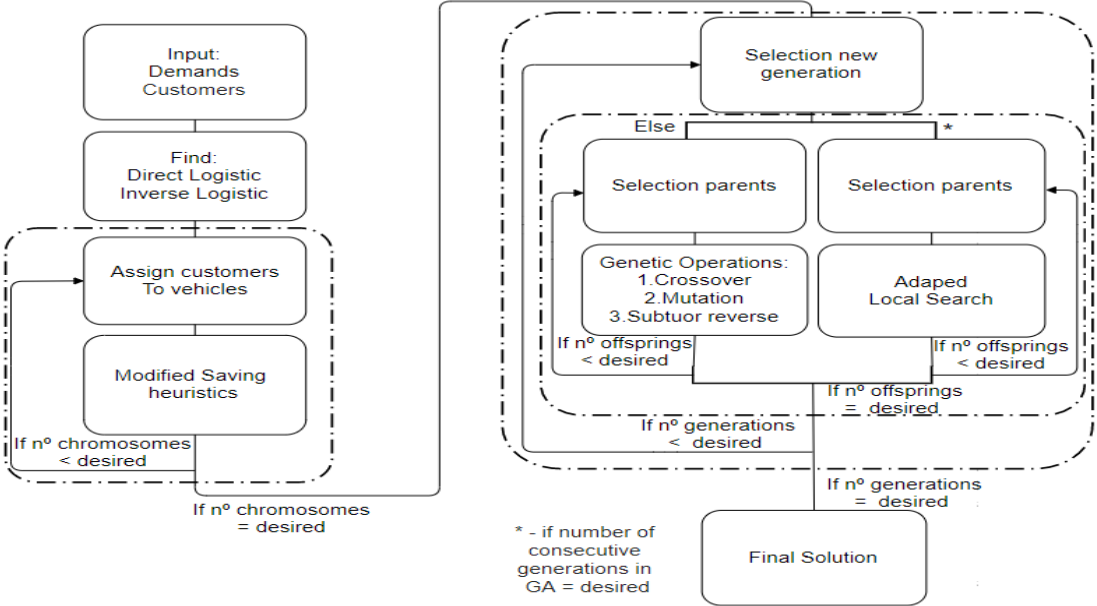 Input:
Demands
Customers
Find:
Direct Logistic
Inverse Logistic
Assign customers
To vehicles
Modified Saving
heuristics
If nº chromosomes
< desired
If nº chromosomes
= desired
Selection new
generation
Else
*
Selection parents
Selection parents
Genetic Operations:
1.Crossover
2.Mutation
3.Subtuor reverse
Adaped
Local Search
If nº offsprings
< desired
If nº offsprings
< desired
If nº offsprings
= desired
If nº generations
< desired
If nº generations
= desired
* - if number of
consecutive
generations in
GA = desired
Final Solution